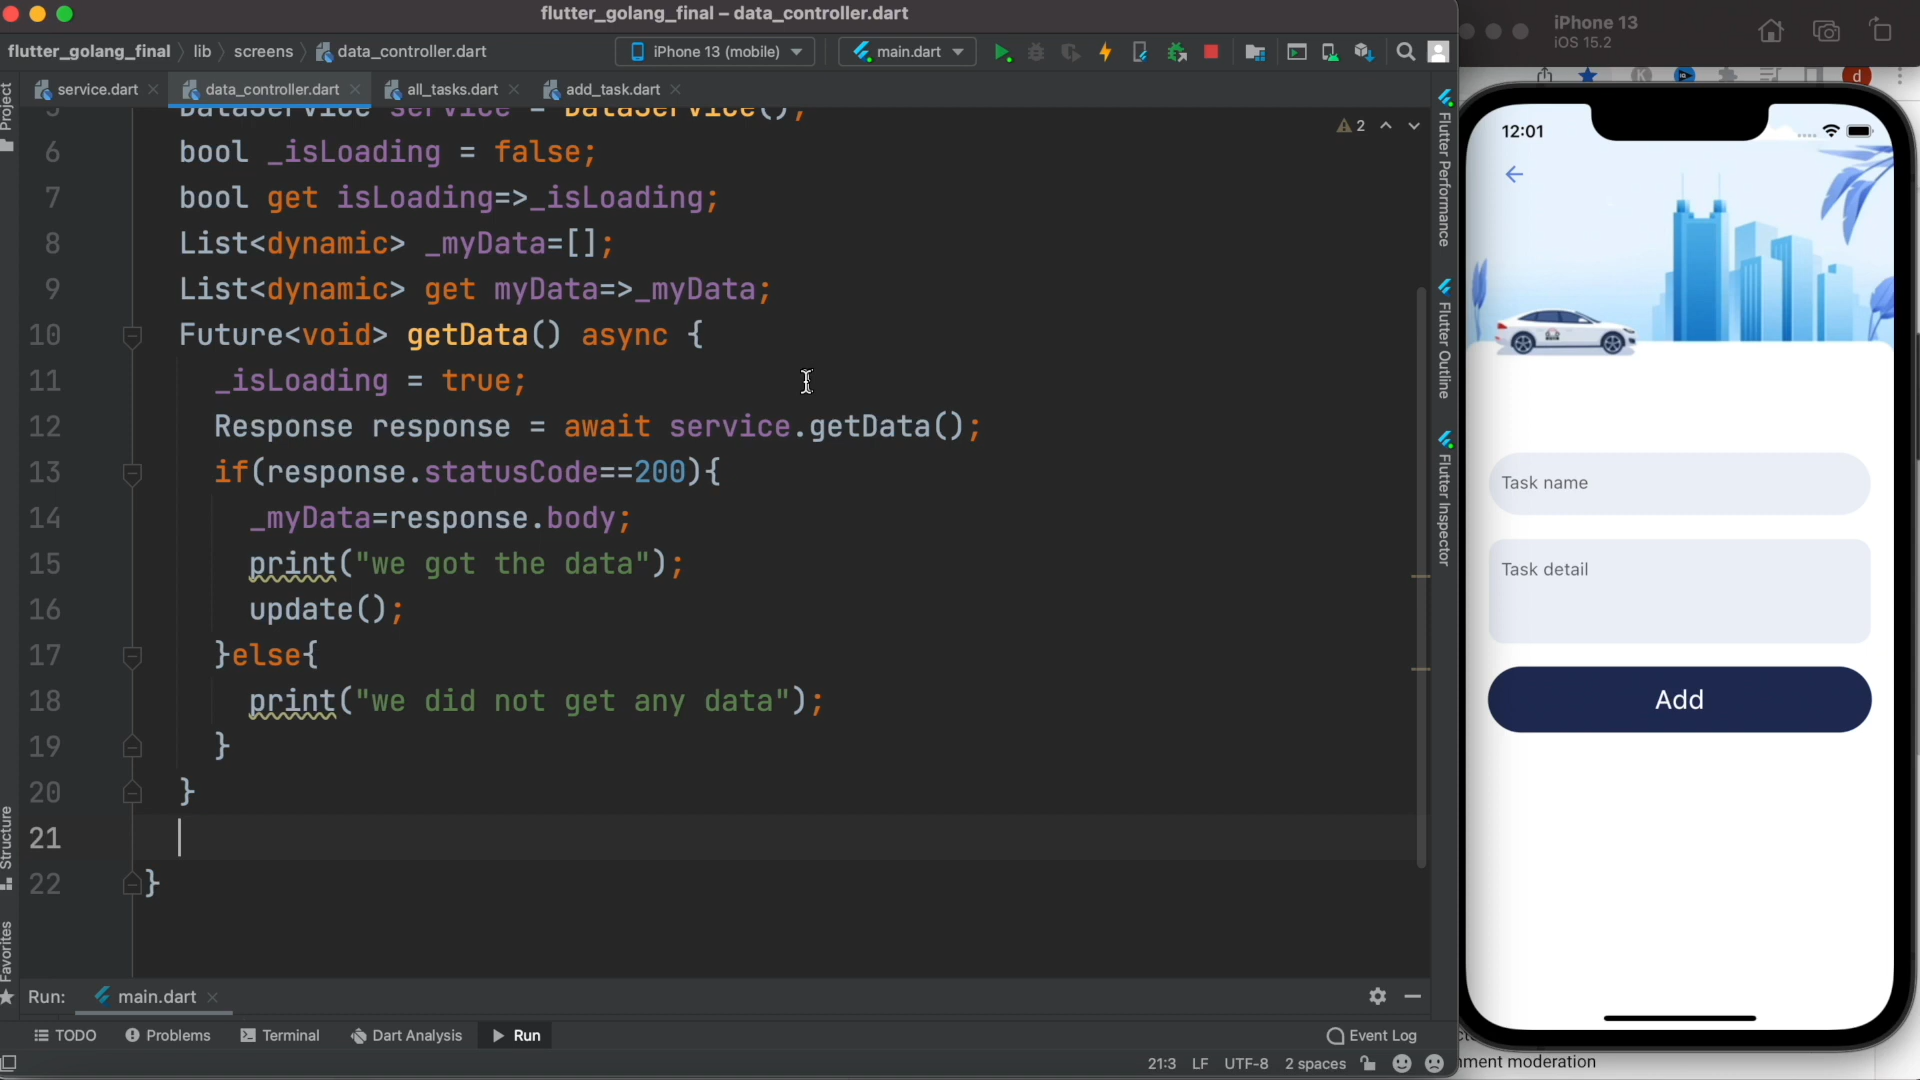 flutter_golang_final – data_controller.dart
flutter_golang_final lib screens data_controller.dart
iPhone 13 (mobile) main.dart
service.dart data_controller.dart all_tasks.dart add_task.dart
Project
Structure
Favorites
5 DataService service = DataService();
2
6 bool _isLoading = false;
7 bool get isLoading=>_isLoading;
8 List<dynamic> _myData=[];
9 List<dynamic> get myData=>_myData;
10 Future<void> getData() async {
11 _isLoading = true;
12 Response response = await service.getData();
13 if(response.statusCode==200){
14 _myData=response.body;
15 print("we got the data");
16 update();
17 }else{
18 print("we did not get any data");
19 }
20 }
21
22 }
Flutter Performance
Flutter Outline
Flutter Inspector
Run: main.dart
TODO Problems Terminal Dart Analysis Run Event Log
21:3 LF UTF-8 2 spaces
iPhone 13
iOS 15.2
d
12:01
Task name
Task detail
Add
nment moderation